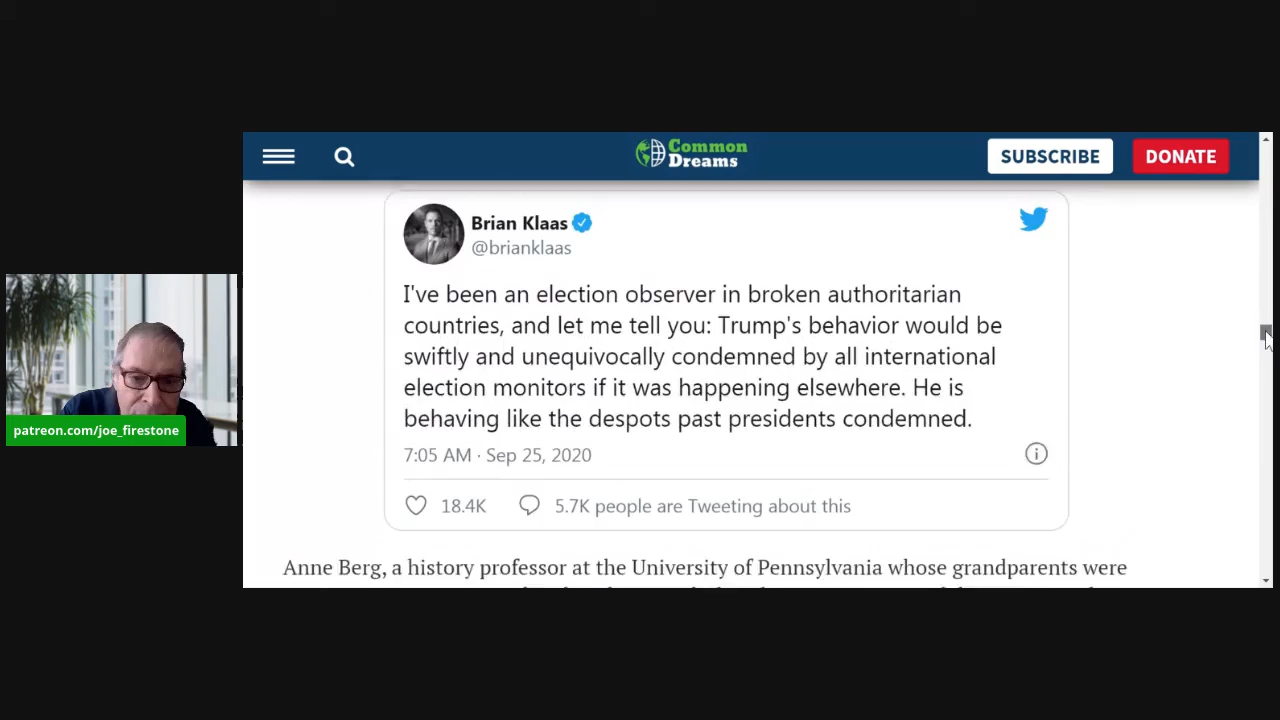 Common
Dreams
SUBSCRIBE
DONATE
Brian Klaas
@brianklaas
I've been an election observer in broken authoritarian
countries, and let me tell you: Trump's behavior would be
swiftly and unequivocally condemned by all international
election monitors if it was happening elsewhere. He is
behaving like the despots past presidents condemned.
7:05 AM · Sep 25, 2020
18.4K
5.7K people are Tweeting about this
patreon.com/joe_firestone
Anne Berg, a history professor at the University of Pennsylvania whose grandparents were